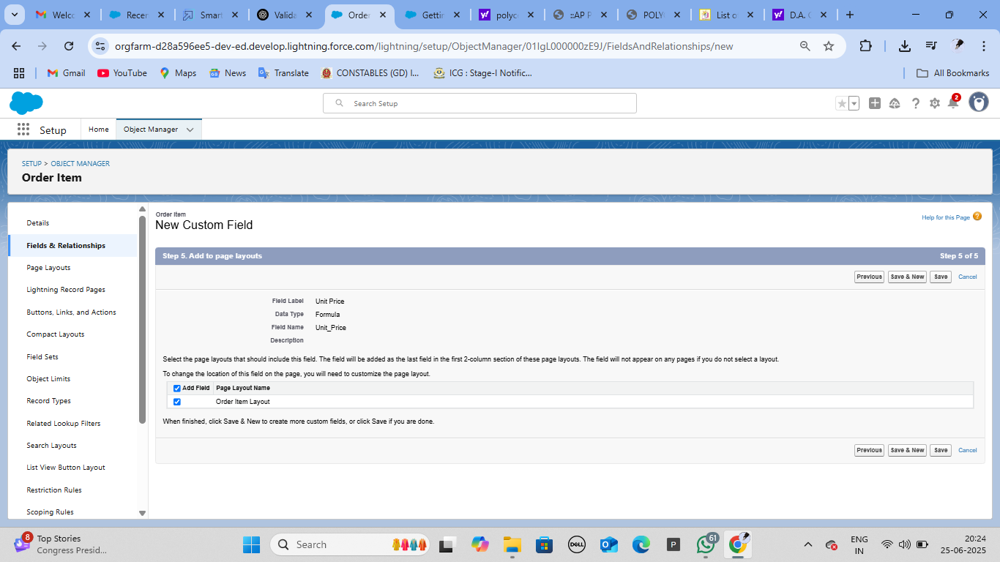 Welco
Recen
Smart
Valida
Order
Gettin
polyce
::AP P
POLY
List o
D.A. C
orgfarm-d28a596ee5-dev-ed.develop.lightning.force.com/lightning/setup/ObjectManager/01IgL000000zE9J/FieldsAndRelationships/new
Gmail
YouTube
Maps
News
Translate
CONSTABLES (GD) I...
ICG : Stage-I Notific...
All Bookmarks
Search Setup
2
Setup
Home
Object Manager
SETUP > OBJECT MANAGER
Order Item
Details
Fields & Relationships
Page Layouts
Lightning Record Pages
Buttons, Links, and Actions
Compact Layouts
Field Sets
Object Limits
Record Types
Related Lookup Filters
Search Layouts
List View Button Layout
Restriction Rules
Scoping Rules
Order Item
New Custom Field
Help for this Page ?
Step 5. Add to page layouts
Step 5 of 5
Previous Save & New Save Cancel
Field Label Unit Price
Data Type Formula
Field Name Unit_Price
Description
Select the page layouts that should include this field. The field will be added as the last field in the first 2-column section of these page layouts. The field will not appear on any pages if you do not select a layout.
To change the location of this field on the page, you will need to customize the page layout.
Add Field Page Layout Name
Order Item Layout
When finished, click Save & New to create more custom fields, or click Save if you are done.
Previous Save & New Save Cancel
8
Top Stories
Congress Presid...
Search
DELL
P
61
ENG
IN
20:24
25-06-2025